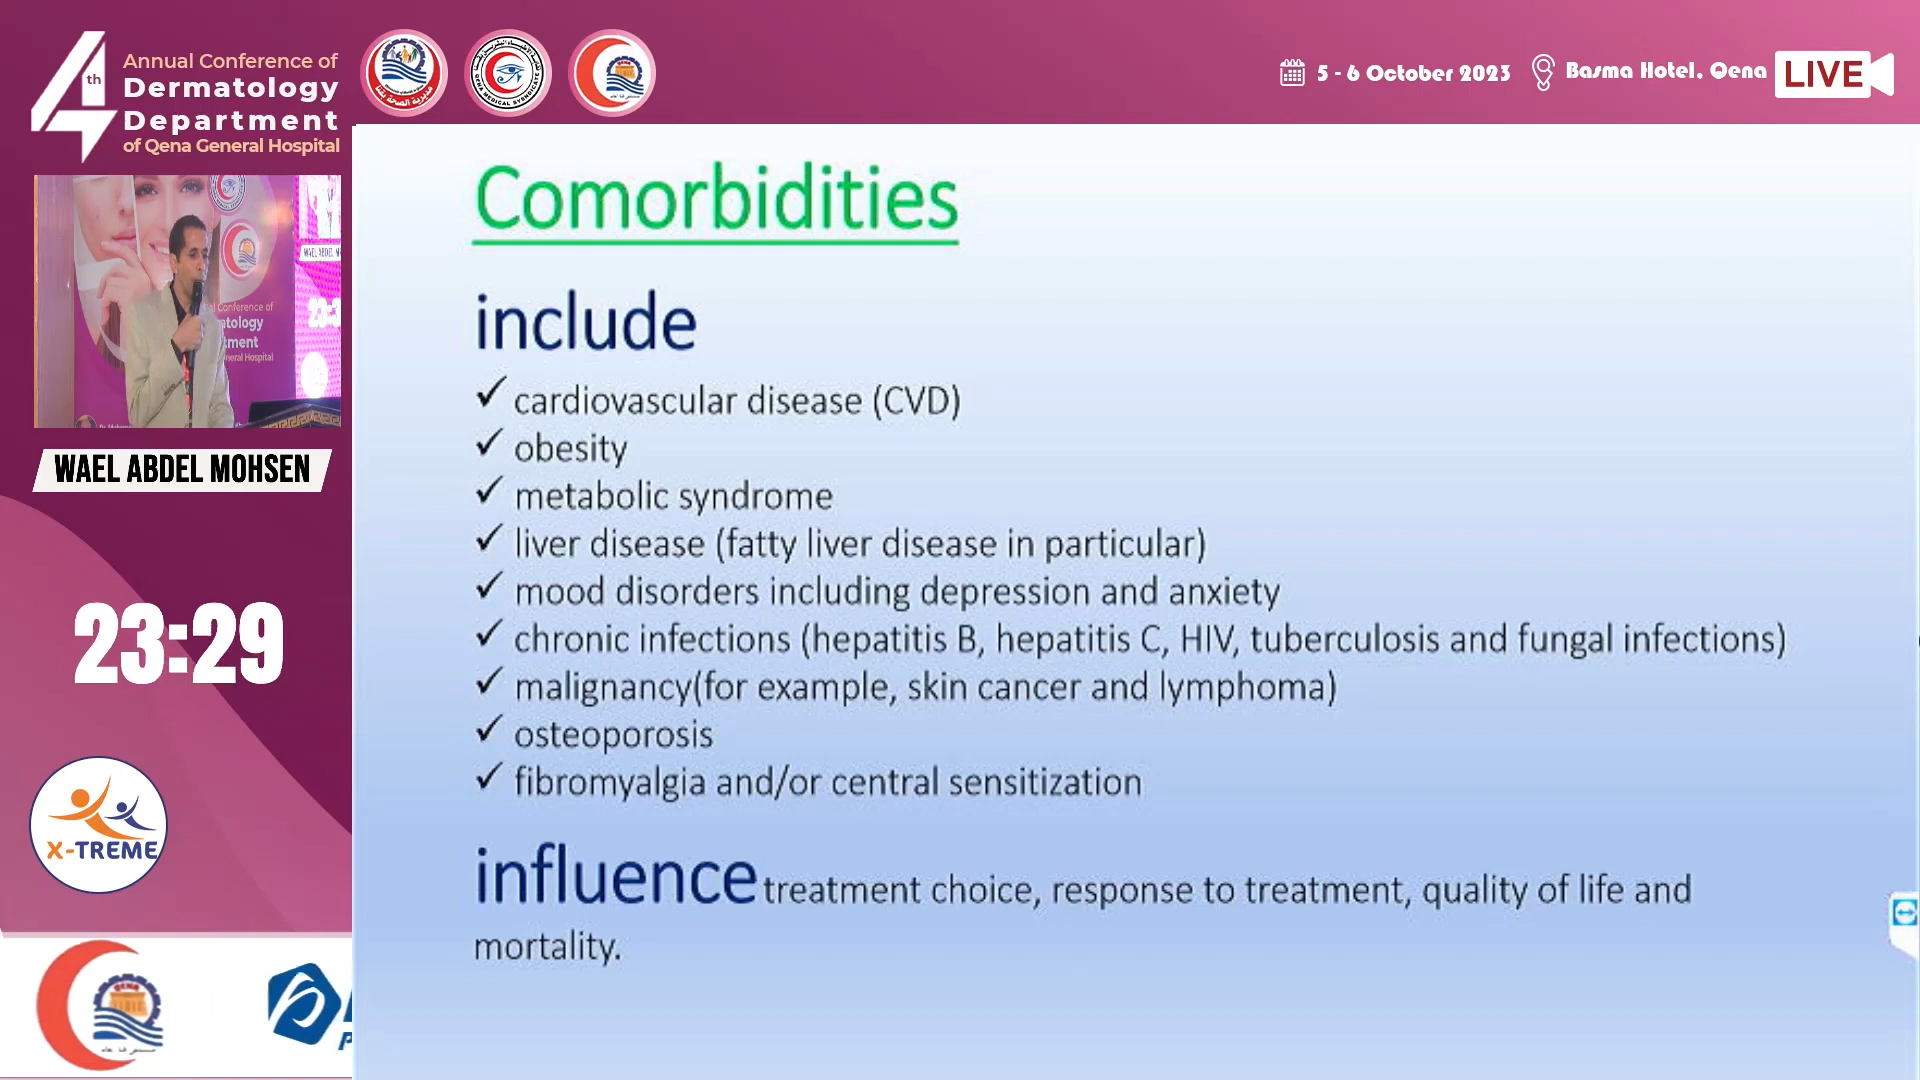 4th
Annual Conference of
Dermatology
Department
of Qena General Hospital
QENA MEDICAL SYNDICATE
5 - 6 October 2023
Basma Hotel, Qena
LIVE
WAEL ABDEL MOHSEN
23:29
X-TREME
Comorbidities
include
✓ cardiovascular disease (CVD)
✓ obesity
✓ metabolic syndrome
✓ liver disease (fatty liver disease in particular)
✓ mood disorders including depression and anxiety
✓ chronic infections (hepatitis B, hepatitis C, HIV, tuberculosis and fungal infections)
✓ malignancy(for example, skin cancer and lymphoma)
✓ osteoporosis
✓ fibromyalgia and/or central sensitization
influence treatment choice, response to treatment, quality of life and
mortality.